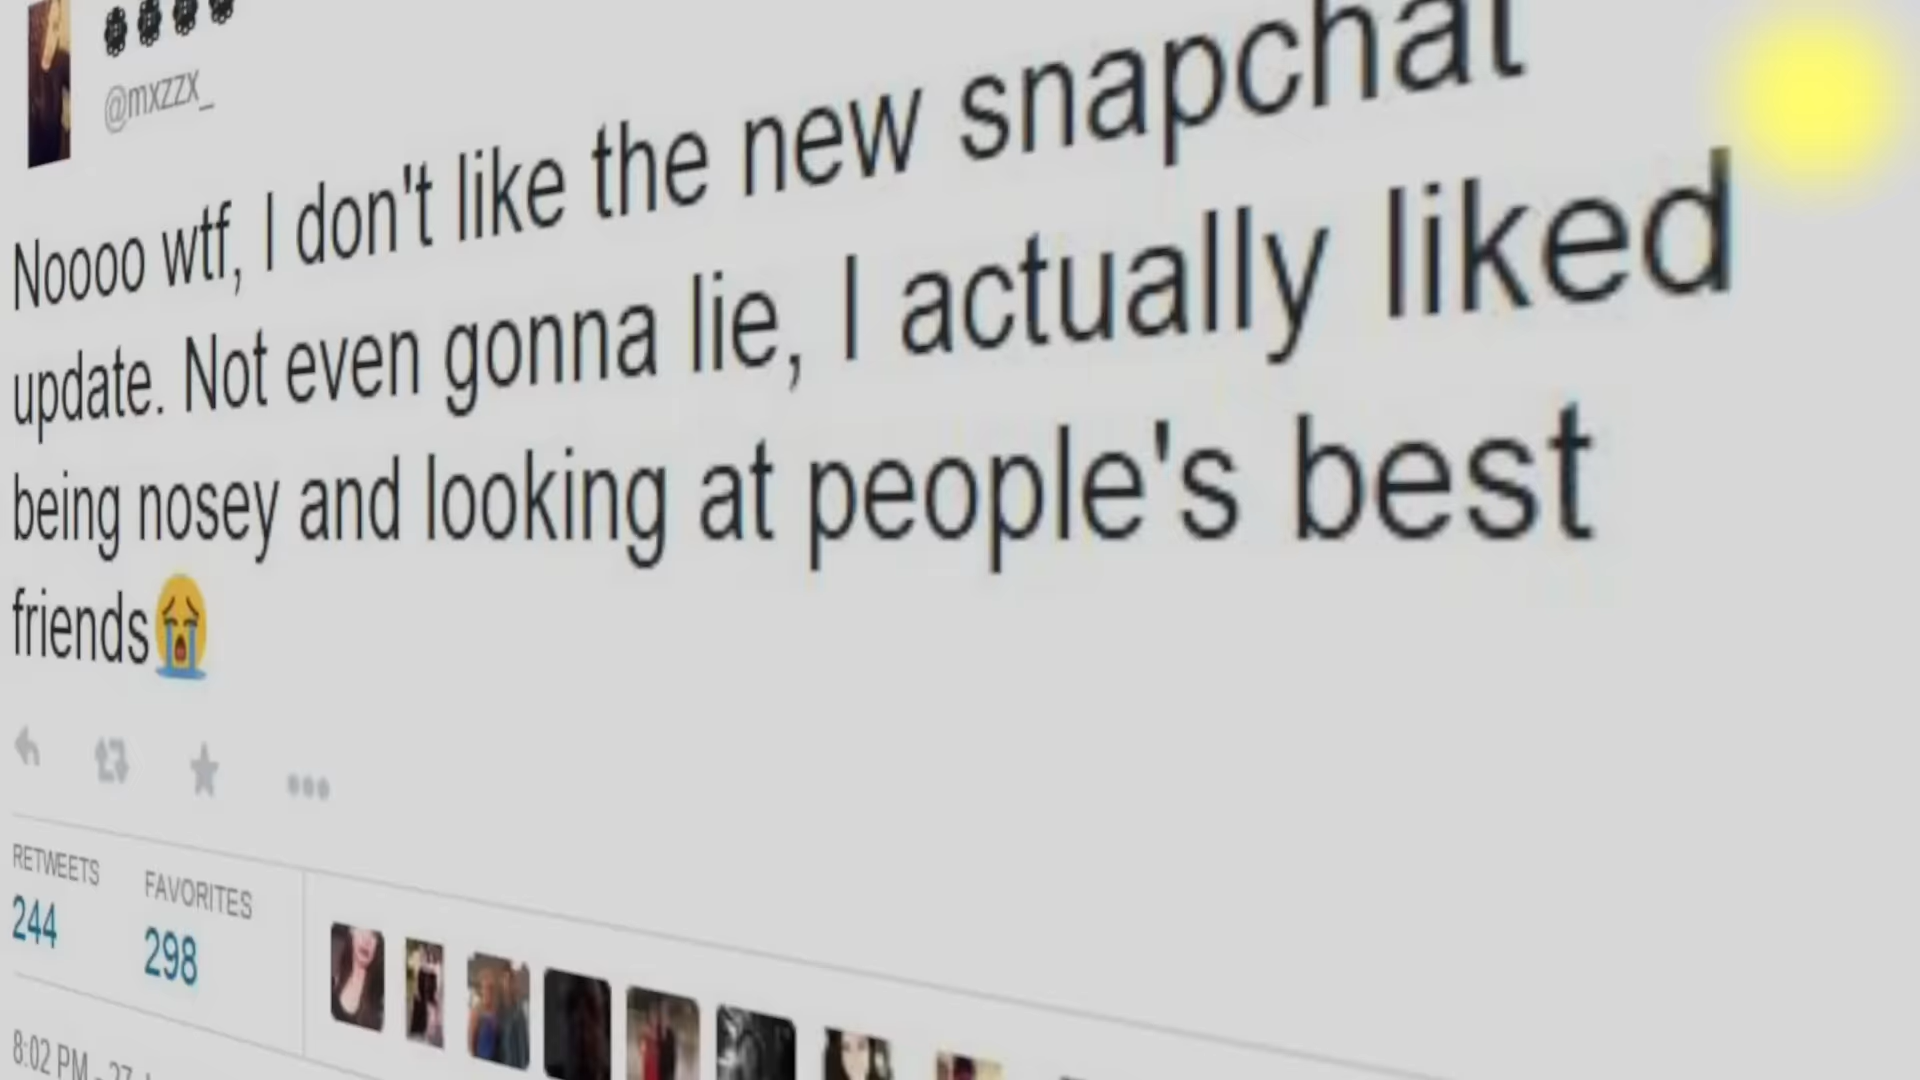 @mxzzx_
Noooo wtf, I don't like the new snapchat
update. Not even gonna lie, I actually liked
being nosey and looking at people's best
friends😭
RETWEETS
FAVORITES
244
298
8:02 PM - 27